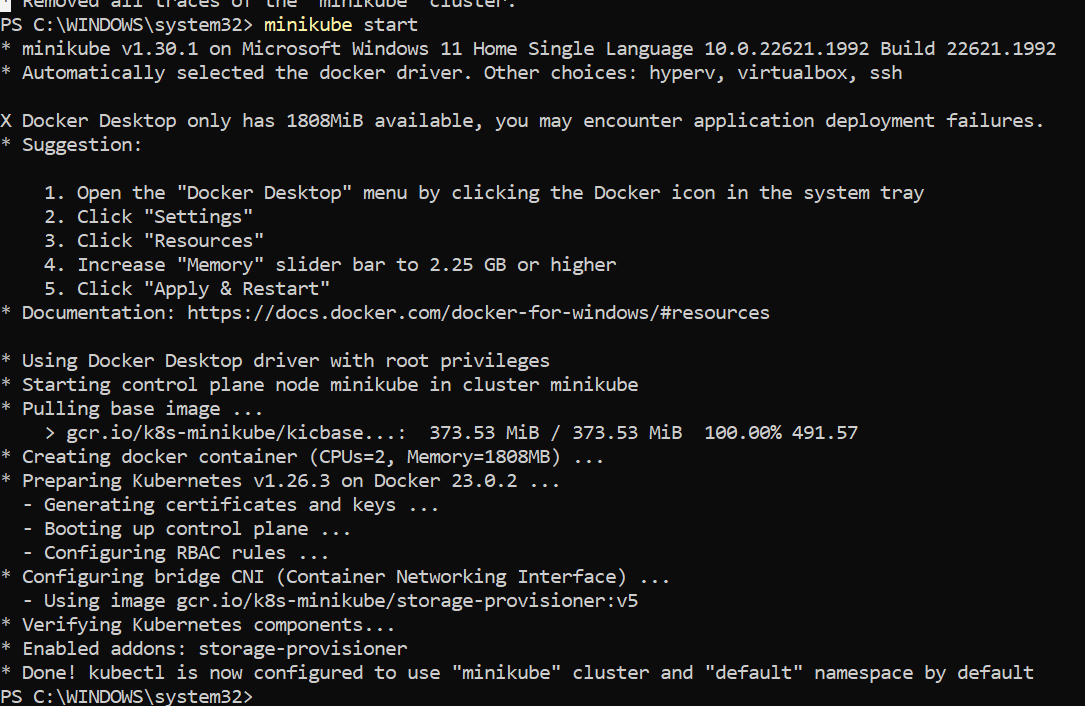 * Removed all traces of the "minikube" cluster.
PS C:\WINDOWS\system32> minikube start
* minikube v1.30.1 on Microsoft Windows 11 Home Single Language 10.0.22621.1992 Build 22621.1992
* Automatically selected the docker driver. Other choices: hyperv, virtualbox, ssh
X Docker Desktop only has 1808MiB available, you may encounter application deployment failures.
* Suggestion:
1. Open the "Docker Desktop" menu by clicking the Docker icon in the system tray
2. Click "Settings"
3. Click "Resources"
4. Increase "Memory" slider bar to 2.25 GB or higher
5. Click "Apply & Restart"
* Documentation: https://docs.docker.com/docker-for-windows/#resources
* Using Docker Desktop driver with root privileges
* Starting control plane node minikube in cluster minikube
* Pulling base image ...
> gcr.io/k8s-minikube/kicbase...: 373.53 MiB / 373.53 MiB 100.00% 491.57
* Creating docker container (CPUs=2, Memory=1808MB) ...
* Preparing Kubernetes v1.26.3 on Docker 23.0.2 ...
- Generating certificates and keys ...
- Booting up control plane ...
- Configuring RBAC rules ...
* Configuring bridge CNI (Container Networking Interface) ...
- Using image gcr.io/k8s-minikube/storage-provisioner:v5
* Verifying Kubernetes components...
* Enabled addons: storage-provisioner
* Done! kubectl is now configured to use "minikube" cluster and "default" namespace by default
PS C:\WINDOWS\system32>